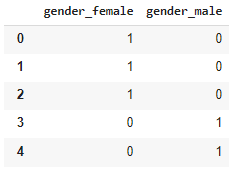 gender_female gender_male
0 1 0
1 1 0
2 1 0
3 0 1
4 0 1